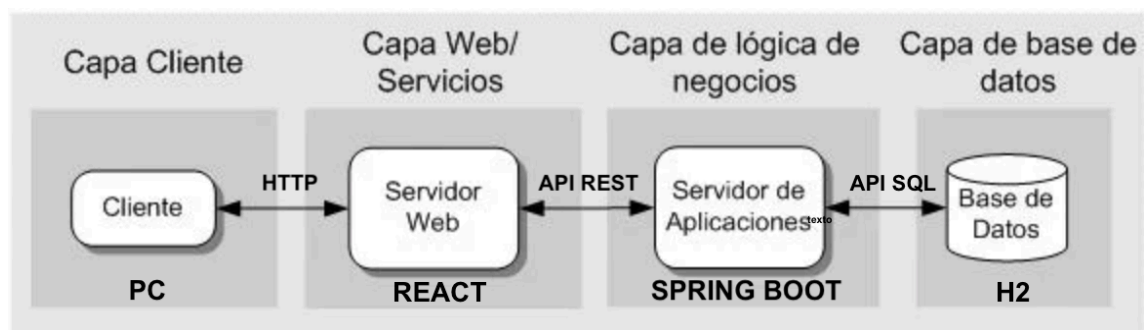 Capa Cliente
Capa Web/
Servicios
Capa de lógica de
negocios
Capa de base de
datos
Cliente
HTTP
Servidor
Web
API REST
Servidor de
Aplicaciones
texto
API SQL
Base de
Datos
PC
REACT
SPRING BOOT
H2